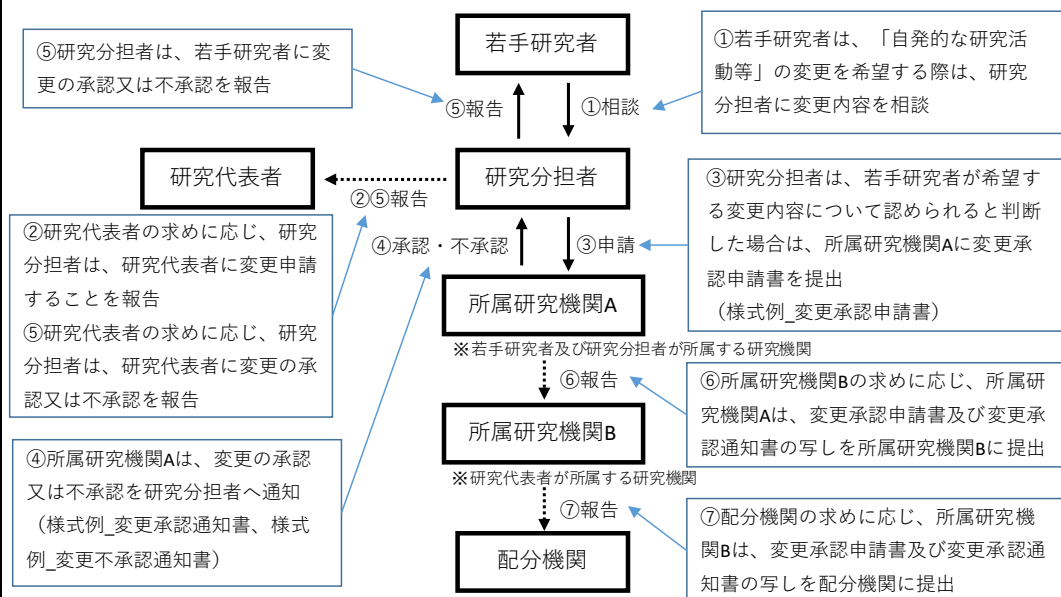 若手研究者
⑤研究分担者は、若手研究者に変
更の承認又は不承認を報告
①若手研究者は、「自発的な研究活
動等」の変更を希望する際は、研究
分担者に変更内容を相談
⑤報告
①相談
研究代表者
研究分担者
②⑤報告
③研究分担者は、若手研究者が希望す
る変更内容について認められると判断
した場合は、所属研究機関Aに変更承
認申請書を提出
（様式例_変更承認申請書）
②研究代表者の求めに応じ、研究
分担者は、研究代表者に変更申請
することを報告
⑤研究代表者の求めに応じ、研究
分担者は、研究代表者に変更の承
認又は不承認を報告
④承認・不承認
③申請
所属研究機関A
※若手研究者及び研究分担者が所属する研究機関
⑥報告
⑥所属研究機関Bの求めに応じ、所属
研究機関Aは、変更承認申請書及び変更承
認通知書の写しを所属研究機関Bに提出
所属研究機関B
※研究代表者が所属する研究機関
④所属研究機関Aは、変更の承認
又は不承認を研究分担者へ通知
（様式例_変更承認通知書、様式
例_変更不承認通知書）
⑦報告
⑦配分機関の求めに応じ、所属研究機
関Bは、変更承認申請書及び変更承認通
知書の写しを配分機関に提出
配分機関